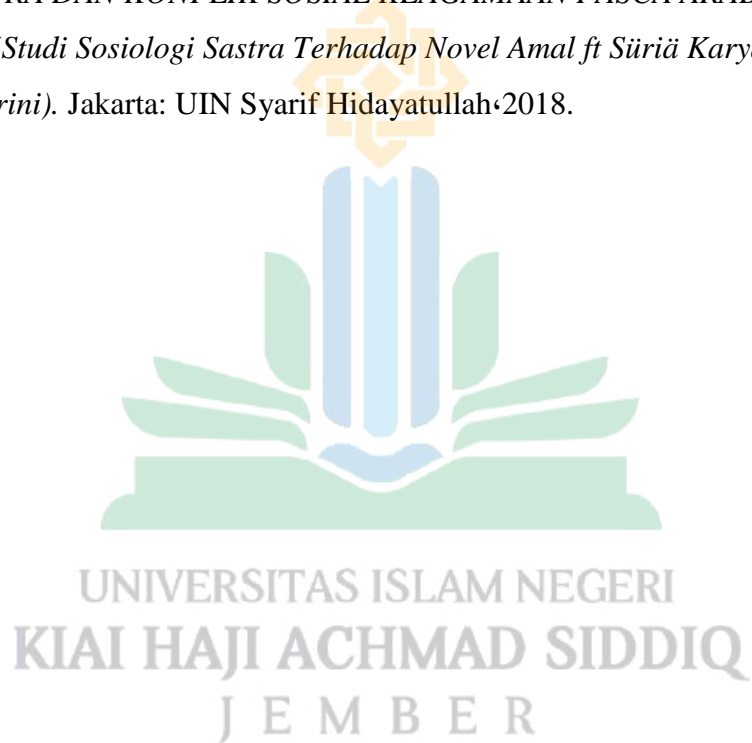 (Studi Sosiologi Sastra Terhadap Novel Amal ft Süriä Karya
rini). Jakarta: UIN Syarif Hidayatullah،2018.
UNIVERSITAS ISLAM NEGERI
KIAI HAJI ACHMAD SIDDIQ
JEMBER